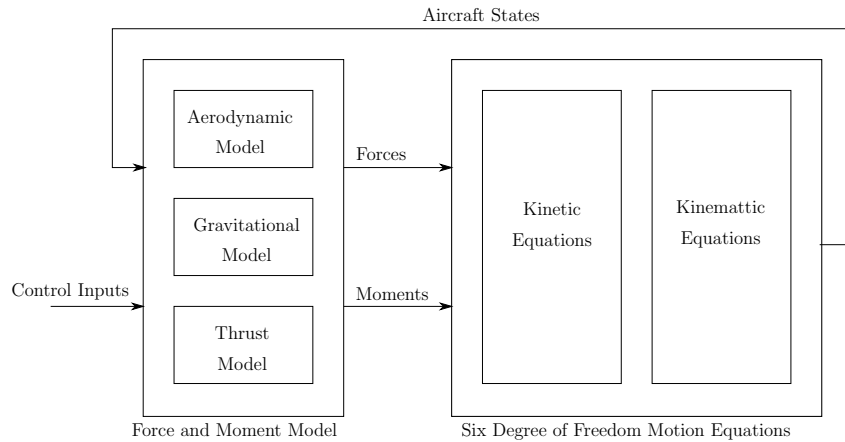 Aircraft States
Aerodynamic
Model
Forces
Gravitational
Model
Kinetic
Equations
Kinemattic
Equations
Control Inputs
Moments
Thrust
Model
Force and Moment Model
Six Degree of Freedom Motion Equations